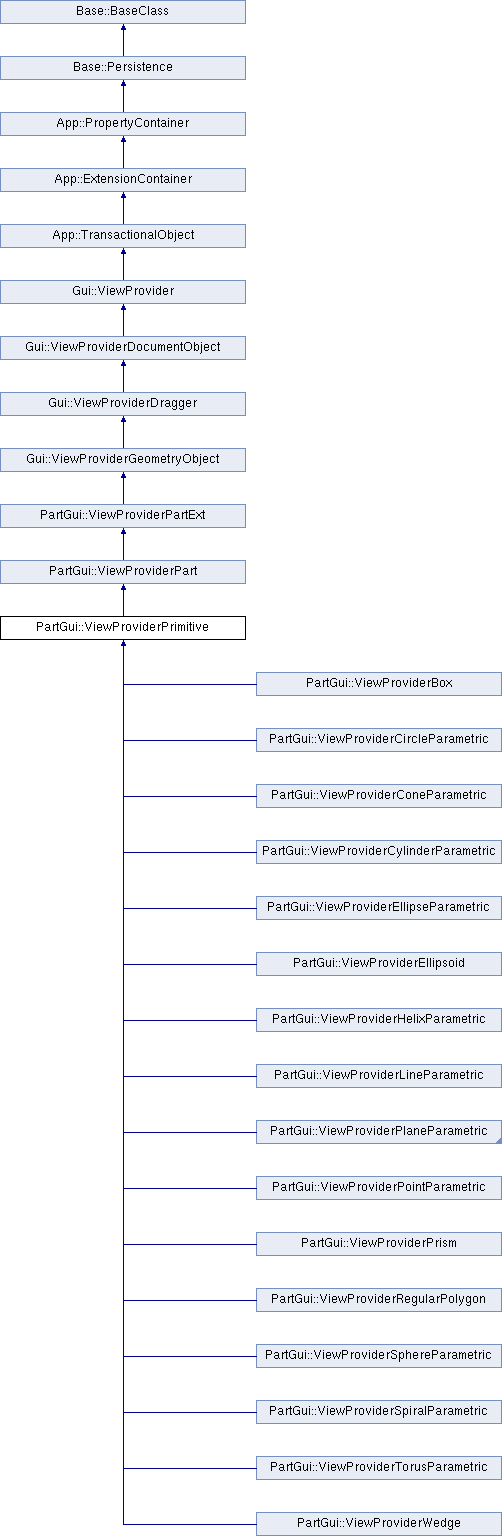 Base::BaseClass
Base::Persistence
App::PropertyContainer
App::ExtensionContainer
App::TransactionalObject
Gui::ViewProvider
Gui::ViewProviderDocumentObject
Gui::ViewProviderDragger
Gui::ViewProviderGeometryObject
PartGui::ViewProviderPartExt
PartGui::ViewProviderPart
PartGui::ViewProviderPrimitive
PartGui::ViewProviderBox
PartGui::ViewProviderCircleParametric
PartGui::ViewProviderConeParametric
PartGui::ViewProviderCylinderParametric
PartGui::ViewProviderEllipseParametric
PartGui::ViewProviderEllipsoid
PartGui::ViewProviderHelixParametric
PartGui::ViewProviderLineParametric
PartGui::ViewProviderPlaneParametric
PartGui::ViewProviderPointParametric
PartGui::ViewProviderPrism
PartGui::ViewProviderRegularPolygon
PartGui::ViewProviderSphereParametric
PartGui::ViewProviderSpiralParametric
PartGui::ViewProviderTorusParametric
PartGui::ViewProviderWedge